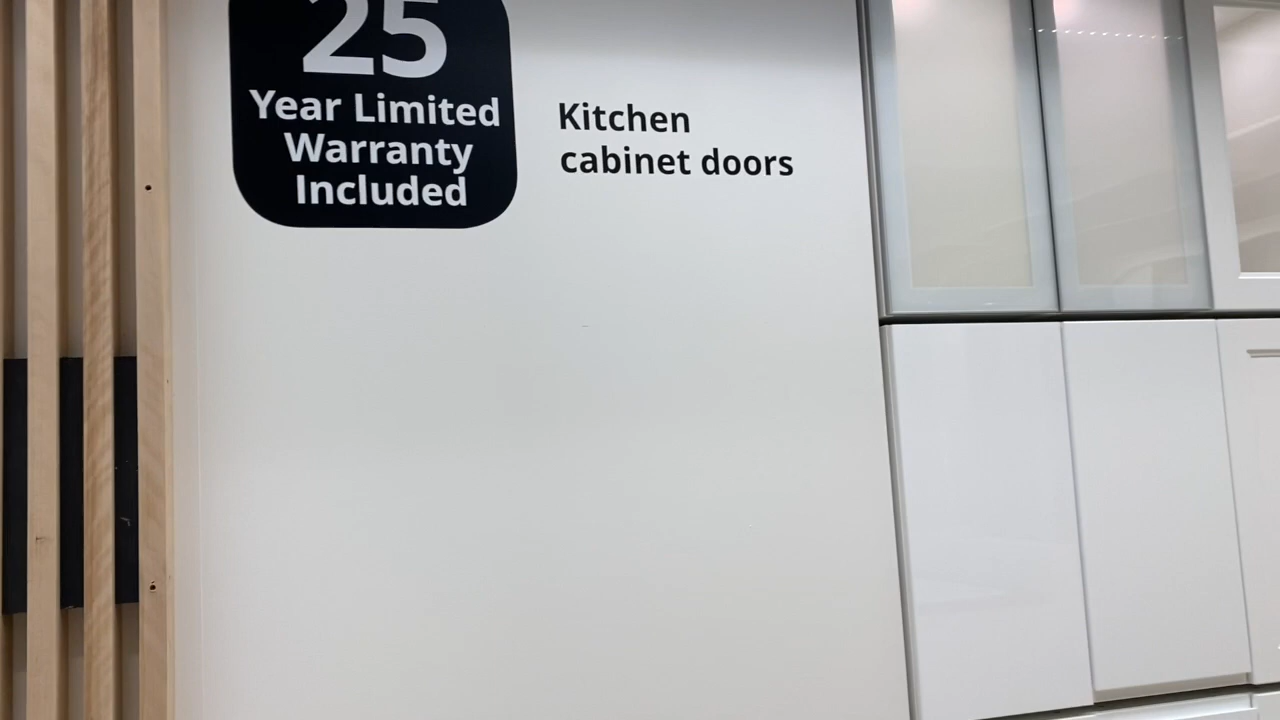 25
Year Limited
Warranty
Included
Kitchen
cabinet doors